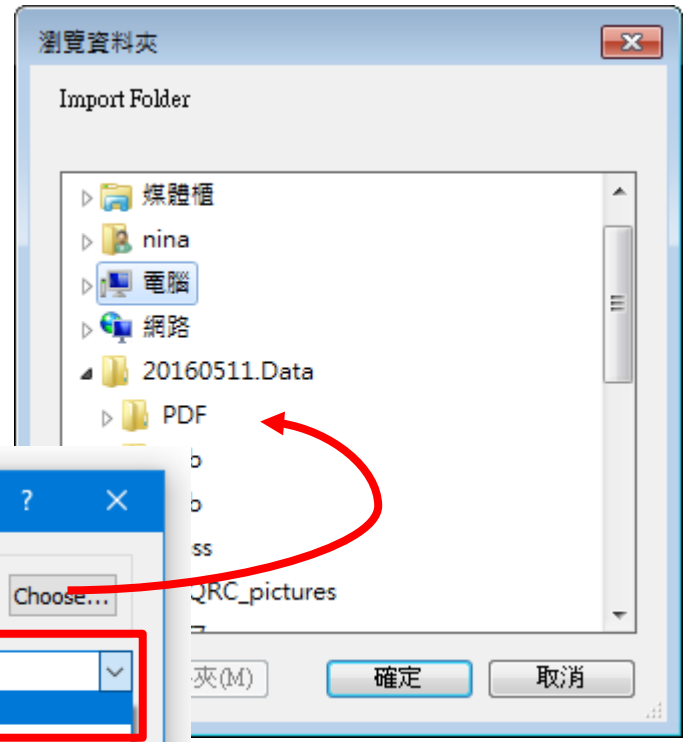 瀏覽資料夾
Import Folder
媒體櫃
nina
電腦
網路
20160511.Data
PDF
b
?
b
ss
Choose...
QRC_pictures
夾(M)
確定
取消